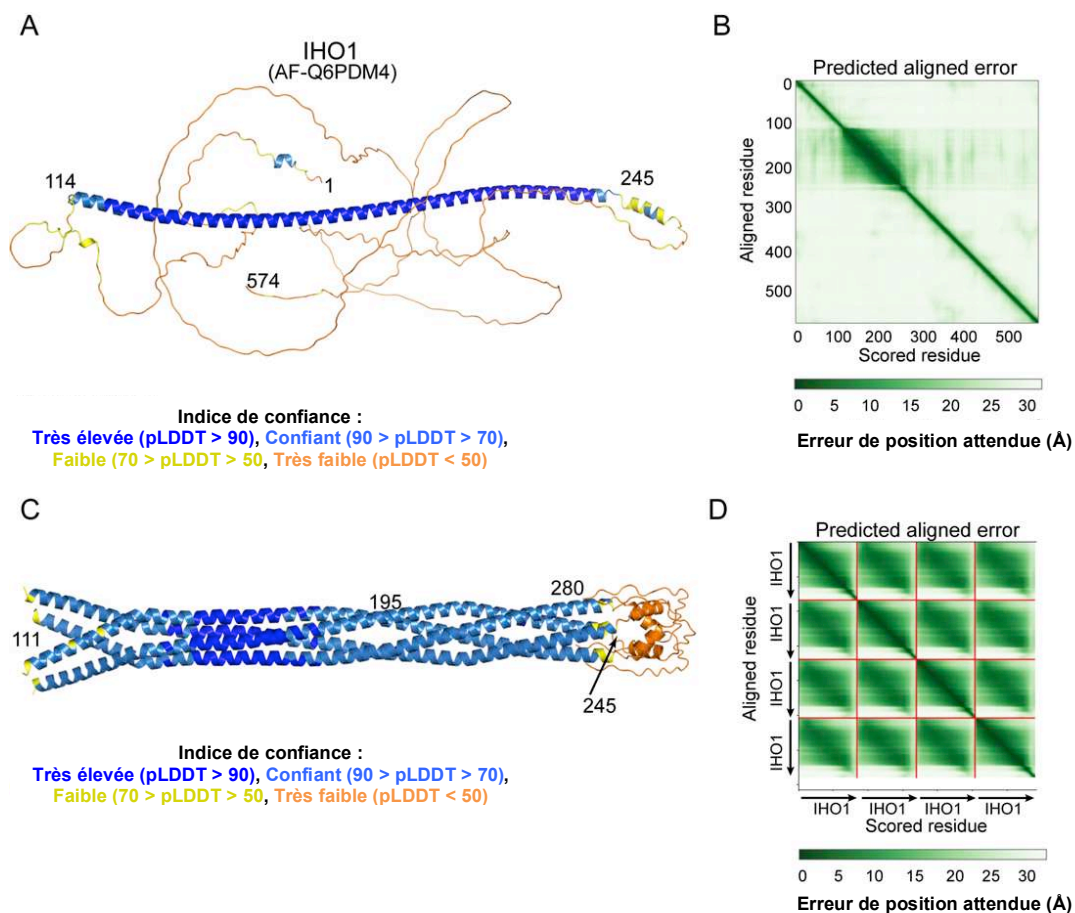 A
IHO1
(AF-Q6PDM4)
114
1
245
574
Indice de confiance :
Très élevée (pLDDT > 90), Confiant (90 > pLDDT > 70),
Faible (70 > pLDDT > 50, Très faible (pLDDT < 50)
B
Predicted aligned error
0
100
200
300
400
500
Aligned residue
0 100 200 300 400 500
Scored residue
0 5 10 15 20 25 30
Erreur de position attendue (Å)
C
111
195
280
245
Indice de confiance :
Très élevée (pLDDT > 90), Confiant (90 > pLDDT > 70),
Faible (70 > pLDDT > 50, Très faible (pLDDT < 50)
D
Predicted aligned error
IHO1
IHO1
IHO1
IHO1
Aligned residue
IHO1 IHO1 IHO1 IHO1
Scored residue
0 5 10 15 20 25 30
Erreur de position attendue (Å)